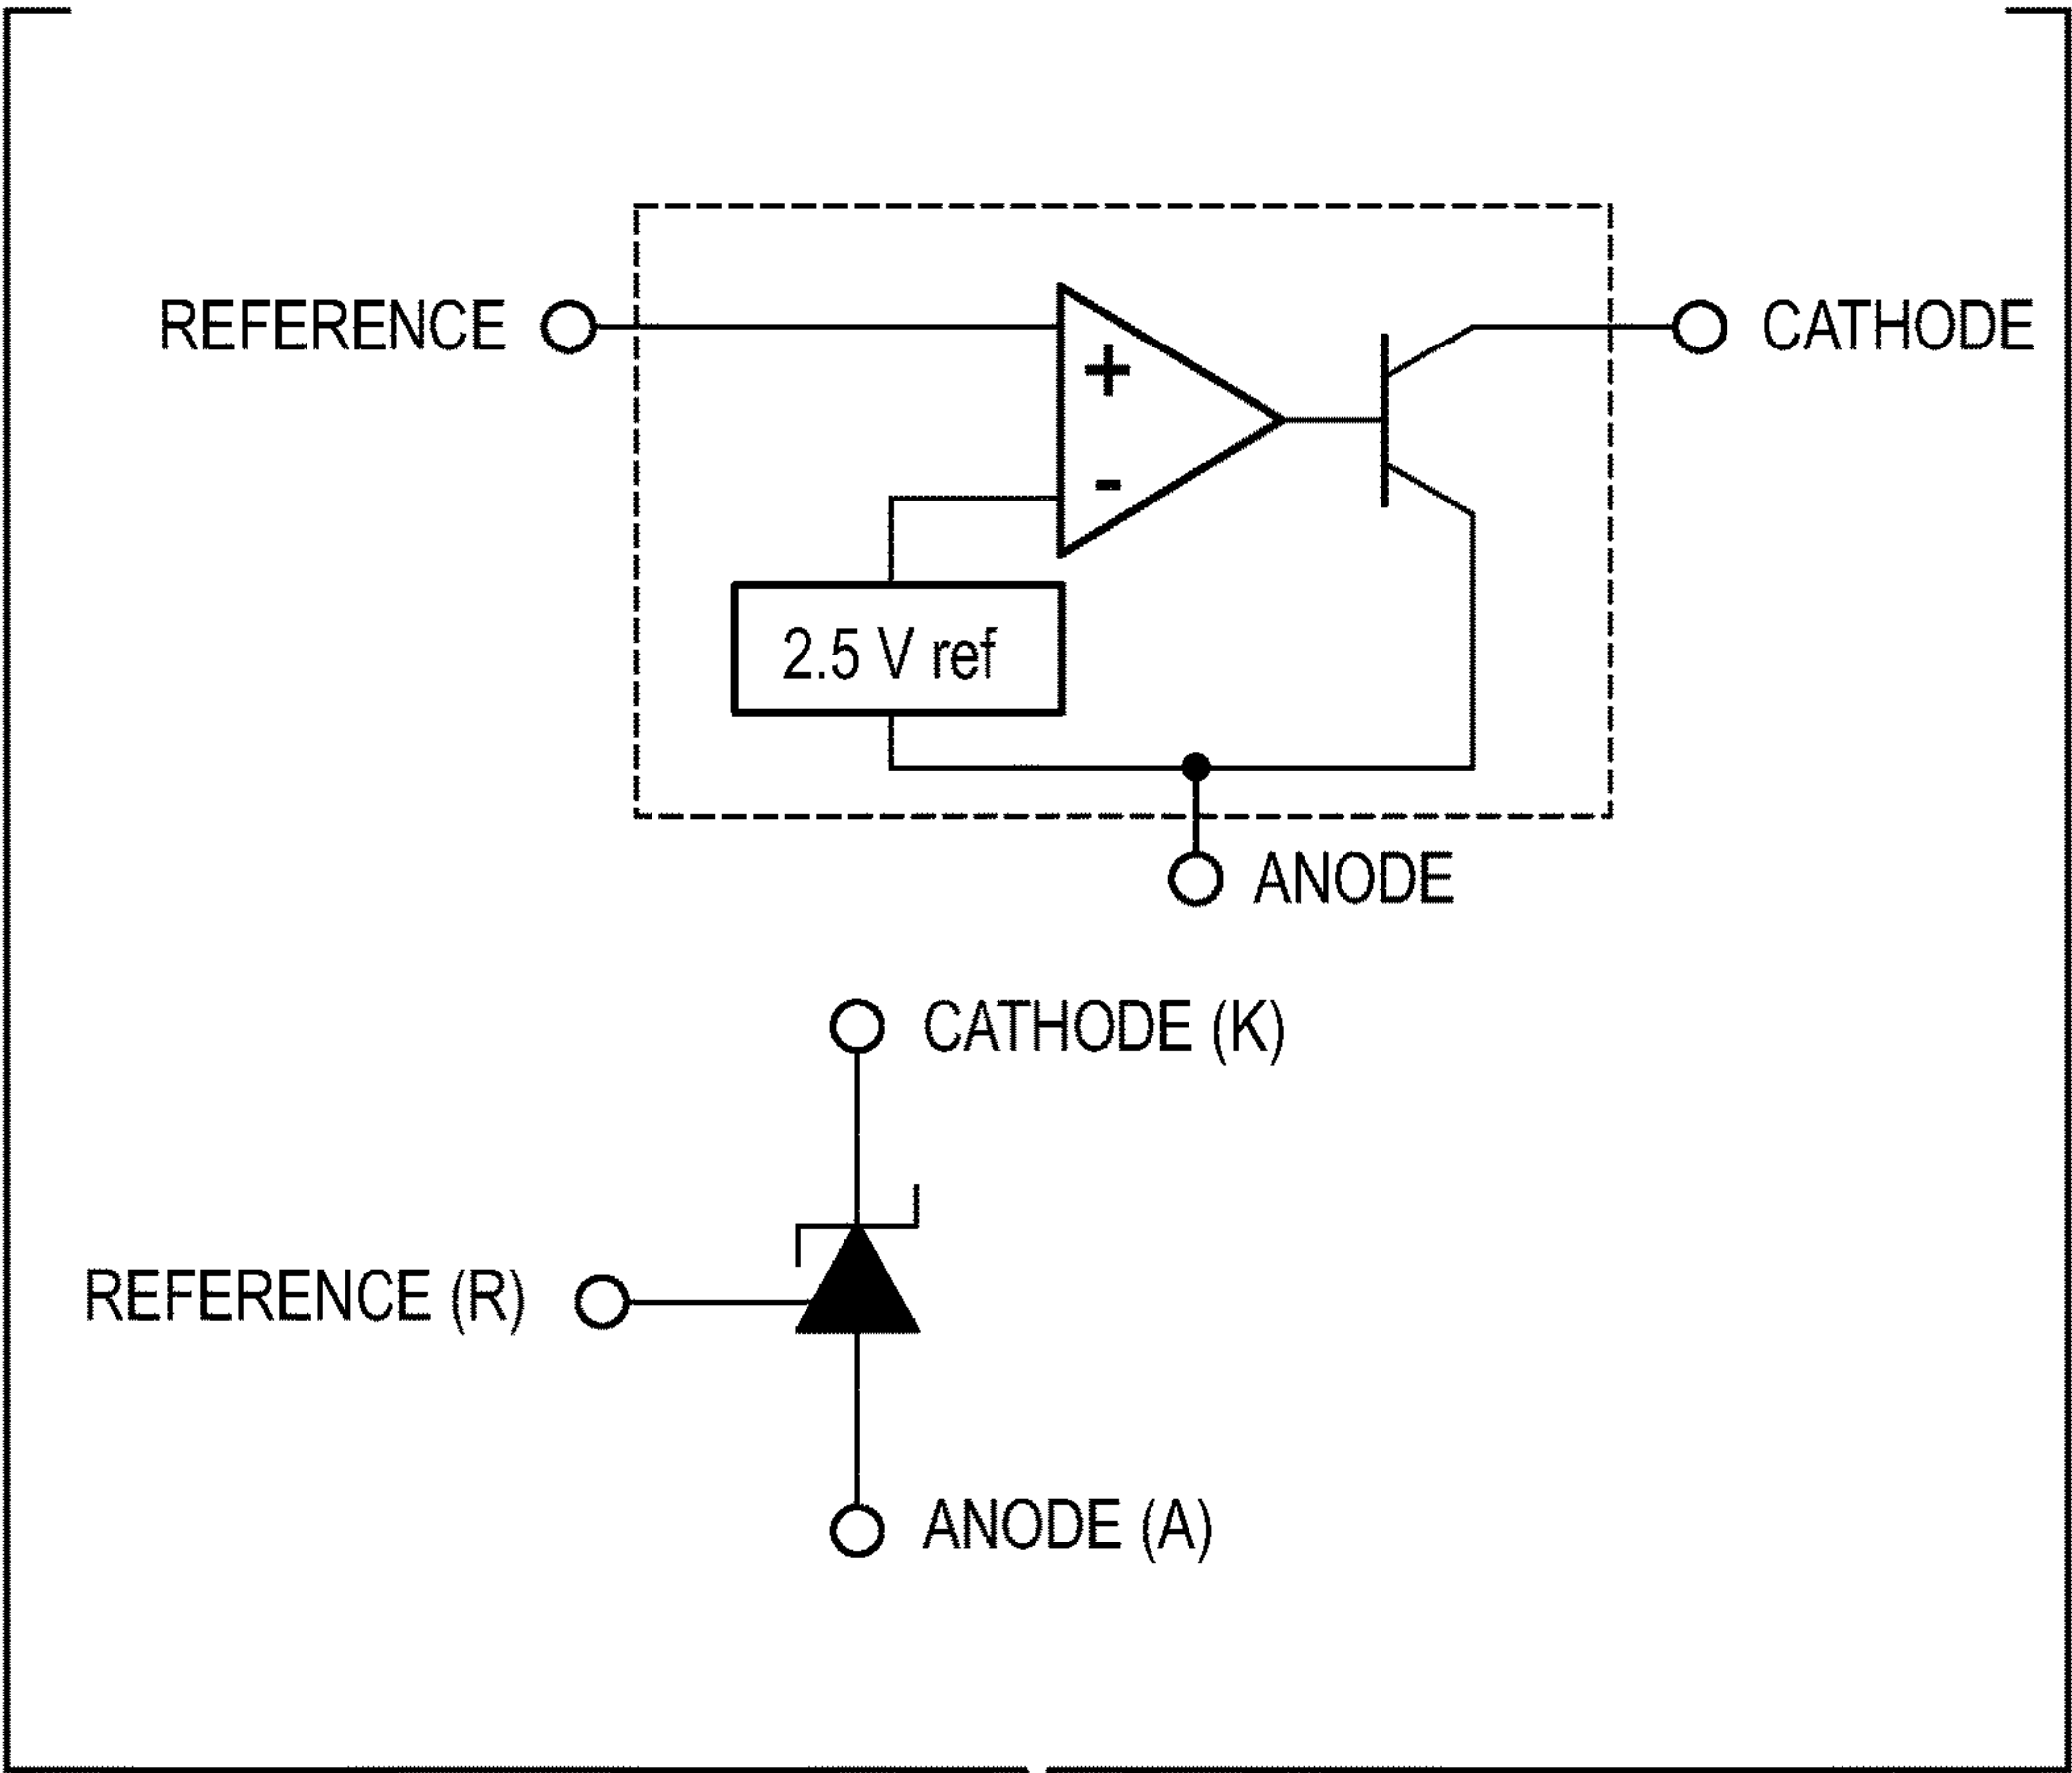 REFERENCE
CATHODE
+
-
2.5 V ref
ANODE
CATHODE (K)
REFERENCE (R)
ANODE (A)